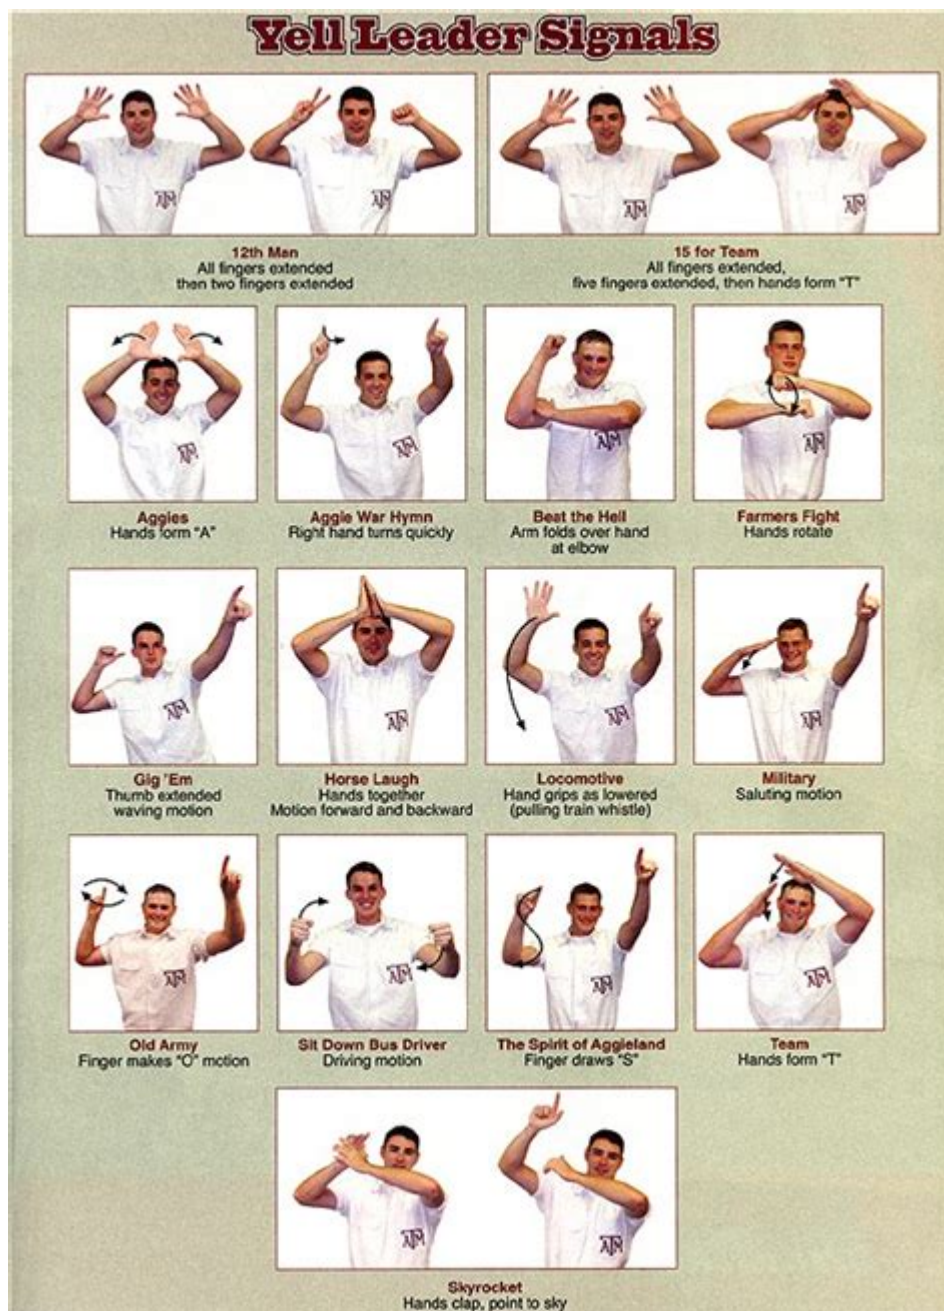 Yell Leader Signals
12th Man
All fingers extended
then two fingers extended
15 for Team
All fingers extended,
five fingers extended, then hands form "T"
Aggies
Hands form "A"
Aggie War Hymn
Right hand turns quickly
Beat the Hell
Arm folds over hand
at elbow
Farmers Fight
Hands rotate
Gig 'Em
Thumb extended
waving motion
Horse Laugh
Hands together
Motion forward and backward
Locomotive
Hand grips as lowered
(pulling train whistle)
Military
Saluting motion
Old Army
Finger makes "O" motion
Sit Down Bus Driver
Driving motion
The Spirit of Aggieland
Finger draws "S"
Team
Hands form "T"
Skyrocket
Hands clap, point to sky